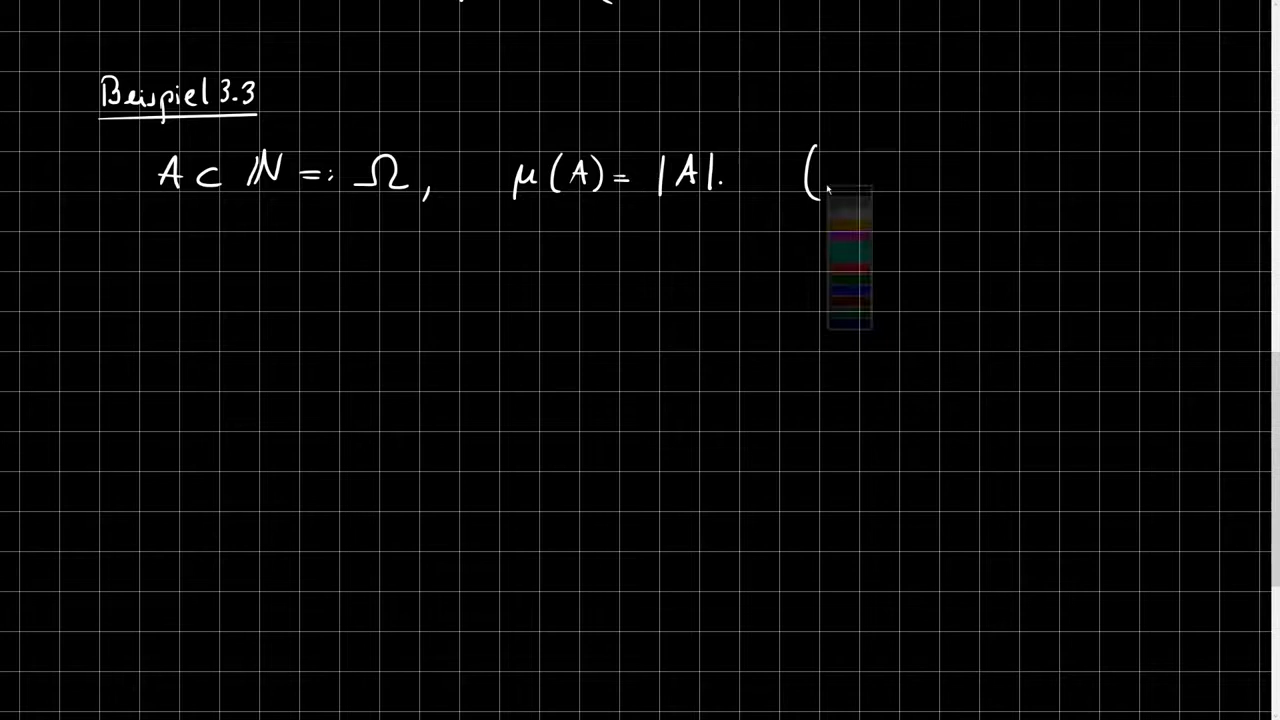 Beispiel 3.3
A ⊂ ℕ =: Ω, μ(A) = |A|. (